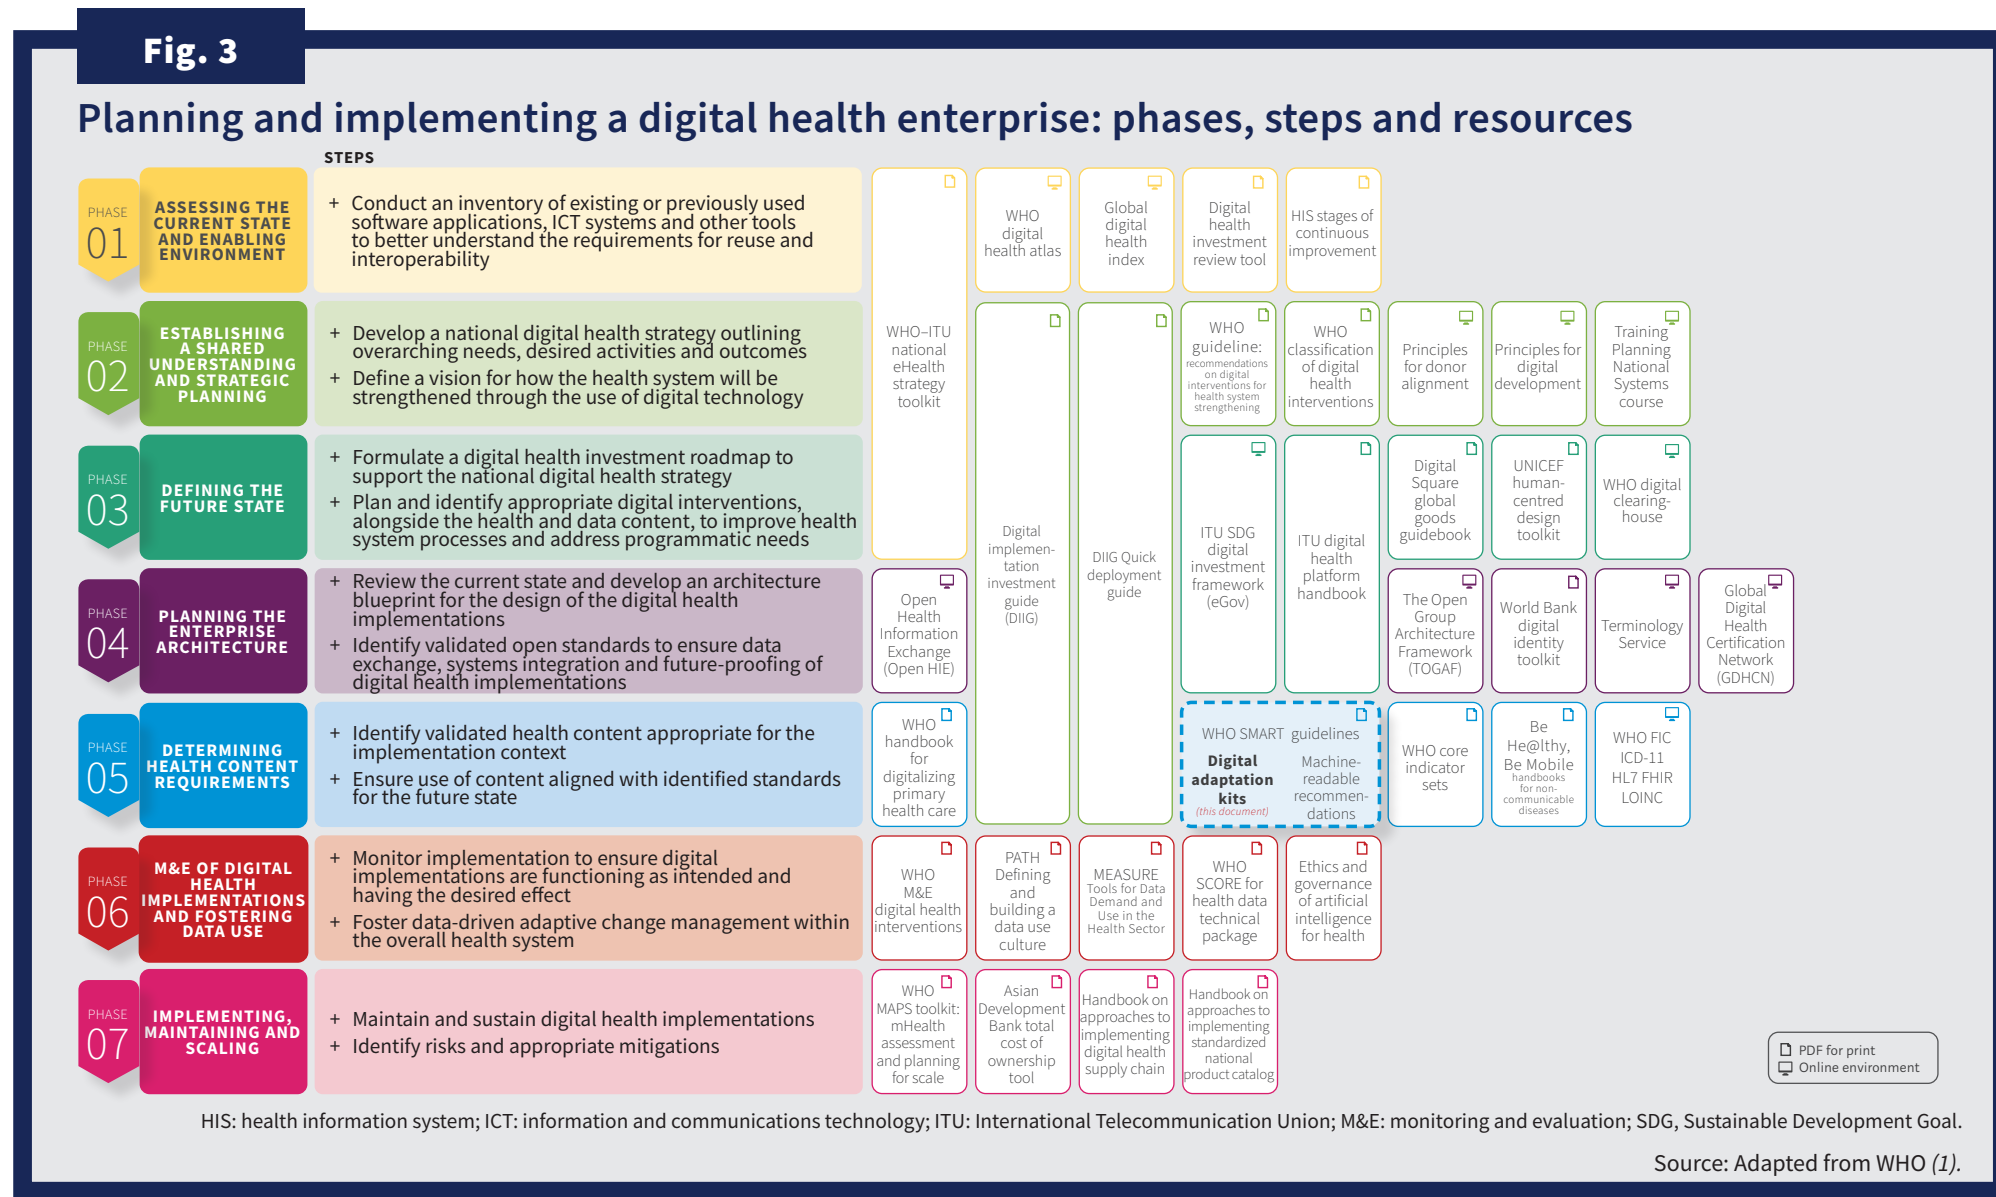 Fig. 3
Planning and implementing a digital health enterprise: phases, steps and resources
STEPS
PHASE
01
ASSESSING THE
CURRENT STATE
AND ENABLING
ENVIRONMENT
+ Conduct an inventory of existing or previously used
software applications, ICT systems and other tools
to better understand the requirements for reuse and
interoperability
WHO–ITU
national
eHealth
strategy
toolkit
WHO
digital
health atlas
Global
digital
health
index
Digital
health
investment
review tool
HIS stages of
continuous
improvement
PHASE
02
ESTABLISHING
A SHARED
UNDERSTANDING
AND STRATEGIC
PLANNING
+ Develop a national digital health strategy outlining
overarching needs, desired activities and outcomes
+ Define a vision for how the health system will be
strengthened through the use of digital technology
Digital
implemen-
tation
investment
guide
(DIIG)
DIIG Quick
deployment
guide
WHO
guideline:
recommendations
on digital
interventions for
health system
strengthening
WHO
classification
of digital
health
interventions
Principles
for donor
alignment
Principles for
digital
development
Training
Planning
National
Systems
course
PHASE
03
DEFINING THE
FUTURE STATE
+ Formulate a digital health investment roadmap to
support the national digital health strategy
+ Plan and identify appropriate digital interventions,
alongside the health and data content, to improve health
system processes and address programmatic needs
ITU SDG
digital
investment
framework
(eGov)
ITU digital
health
platform
handbook
Digital
Square
global
goods
guidebook
UNICEF
human-
centred
design
toolkit
WHO digital
clearing-
house
PHASE
04
PLANNING THE
ENTERPRISE
ARCHITECTURE
+ Review the current state and develop an architecture
blueprint for the design of the digital health
implementations
+ Identify validated open standards to ensure data
exchange, systems integration and future-proofing of
digital health implementations
Open
Health
Information
Exchange
(Open HIE)
The Open
Group
Architecture
Framework
(TOGAF)
World Bank
digital
identity
toolkit
Terminology
Service
Global
Digital
Health
Certification
Network
(GDHCN)
PHASE
05
DETERMINING
HEALTH CONTENT
REQUIREMENTS
+ Identify validated health content appropriate for the
implementation context
+ Ensure use of content aligned with identified standards
for the future state
WHO
handbook
for
digitalizing
primary
health care
WHO SMART guidelines
Digital
adaptation
kits
(this document)
Machine-
readable
recommen-
dations
WHO core
indicator
sets
Be
He@lthy,
Be Mobile
handbooks
for non-
communicable
diseases
WHO FIC
ICD-11
HL7 FHIR
LOINC
PHASE
06
M&E OF DIGITAL
HEALTH
IMPLEMENTATIONS
AND FOSTERING
DATA USE
+ Monitor implementation to ensure digital
implementations are functioning as intended and
having the desired effect
+ Foster data-driven adaptive change management within
the overall health system
WHO
M&E
digital health
interventions
PATH
Defining
and
building a
data use
culture
MEASURE
Tools for Data
Demand and
Use in the
Health Sector
WHO
SCORE for
health data
technical
package
Ethics and
governance
of artificial
intelligence
for health
PHASE
07
IMPLEMENTING,
MAINTAINING AND
SCALING
+ Maintain and sustain digital health implementations
+ Identify risks and appropriate mitigations
WHO
MAPS toolkit:
mHealth
assessment
and planning
for scale
Asian
Development
Bank total
cost of
ownership
tool
Handbook on
approaches to
implementing
digital health
supply chain
Handbook on
approaches to
implementing
standardized
national
product catalog
PDF for print
Online environment
HIS: health information system; ICT: information and communications technology; ITU: International Telecommunication Union; M&E: monitoring and evaluation; SDG, Sustainable Development Goal.
Source: Adapted from WHO (1).